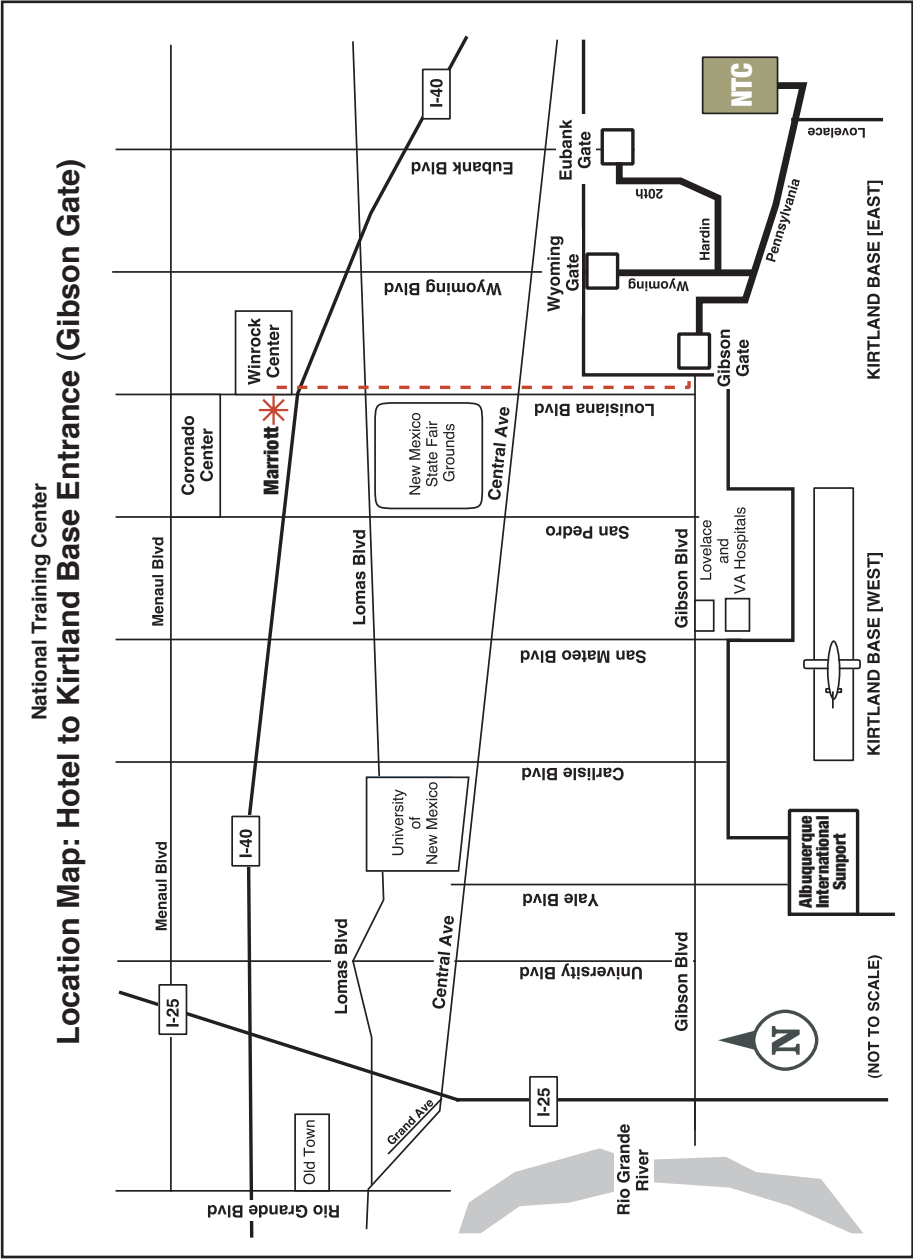 National Training Center
Location Map: Hotel to Kirtland Base Entrance (Gibson Gate)
Menaul Blvd
Menaul Blvd
I-25
I-40
I-40
Coronado
Center
Winrock
Center
Marriott
Old Town
Rio Grande Blvd
Lomas Blvd
Lomas Blvd
University
of
New Mexico
New Mexico
State Fair
Grounds
Grand Ave
Central Ave
Central Ave
Eubank Blvd
Wyoming Blvd
Louisiana Blvd
San Pedro
San Mateo Blvd
Carlisle Blvd
Yale Blvd
University Blvd
I-25
Eubank
Gate
Wyoming
Gate
Gibson
Gate
20th
Hardin
Wyoming
Pennsylvania
Lovelace
NTC
Gibson Blvd
Gibson Blvd
Lovelace
and
VA Hospitals
Rio Grande
River
N
Albuquerque
International
Sunport
(NOT TO SCALE)
KIRTLAND BASE [WEST]
KIRTLAND BASE [EAST]